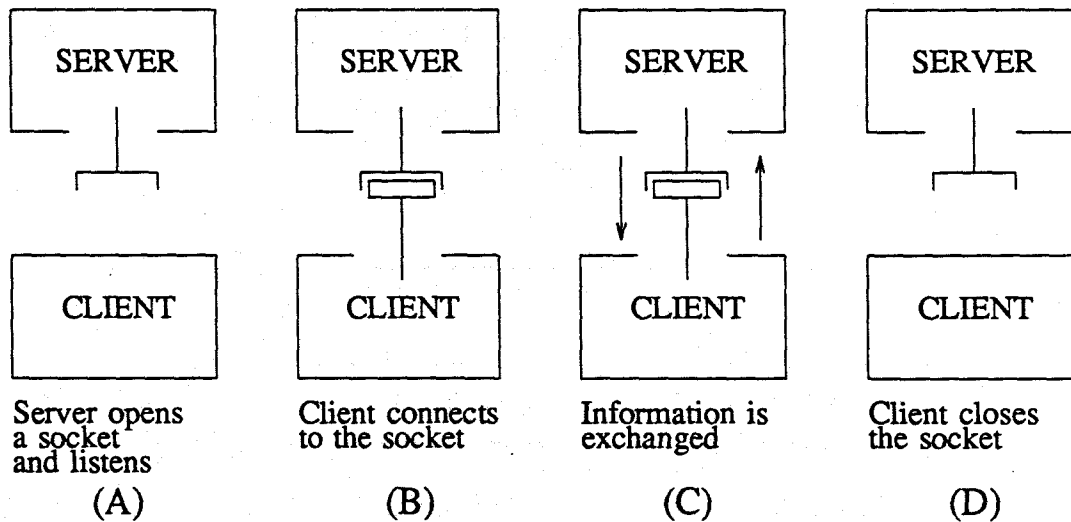 SERVER
CLIENT
Server opens
a socket
and listens
(A)
SERVER
CLIENT
Client connects
to the socket
(B)
SERVER
CLIENT
Information is
exchanged
(C)
SERVER
CLIENT
Client closes
the socket
(D)